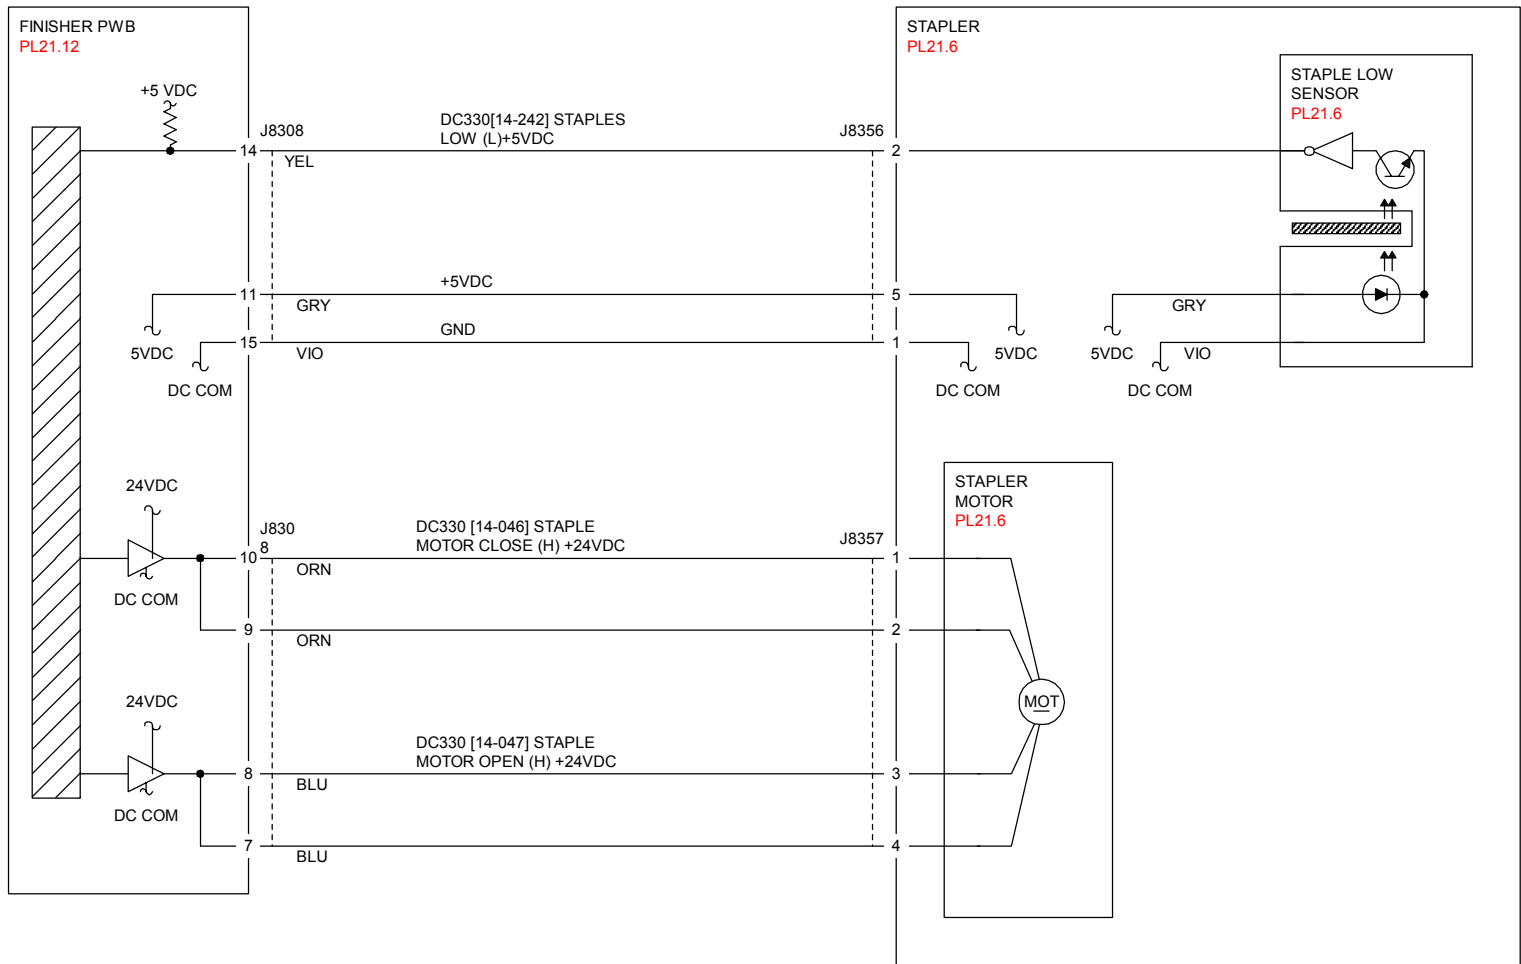 FINISHER PWB
PL21.12
+5 VDC
J8308
14
YEL
DC330[14-242] STAPLES
LOW (L)+5VDC
J8356
2
STAPLER
PL21.6
STAPLE LOW
SENSOR
PL21.6
11
GRY
+5VDC
5
5VDC
15
VIO
GND
1
DC COM
5VDC
DC COM
5VDC
GRY
VIO
DC COM
24VDC
DC COM
J830
8
10
ORN
DC330 [14-046] STAPLE
MOTOR CLOSE (H) +24VDC
J8357
1
9
ORN
2
STAPLER
MOTOR
PL21.6
MOT
24VDC
DC COM
8
BLU
DC330 [14-047] STAPLE
MOTOR OPEN (H) +24VDC
3
7
BLU
4